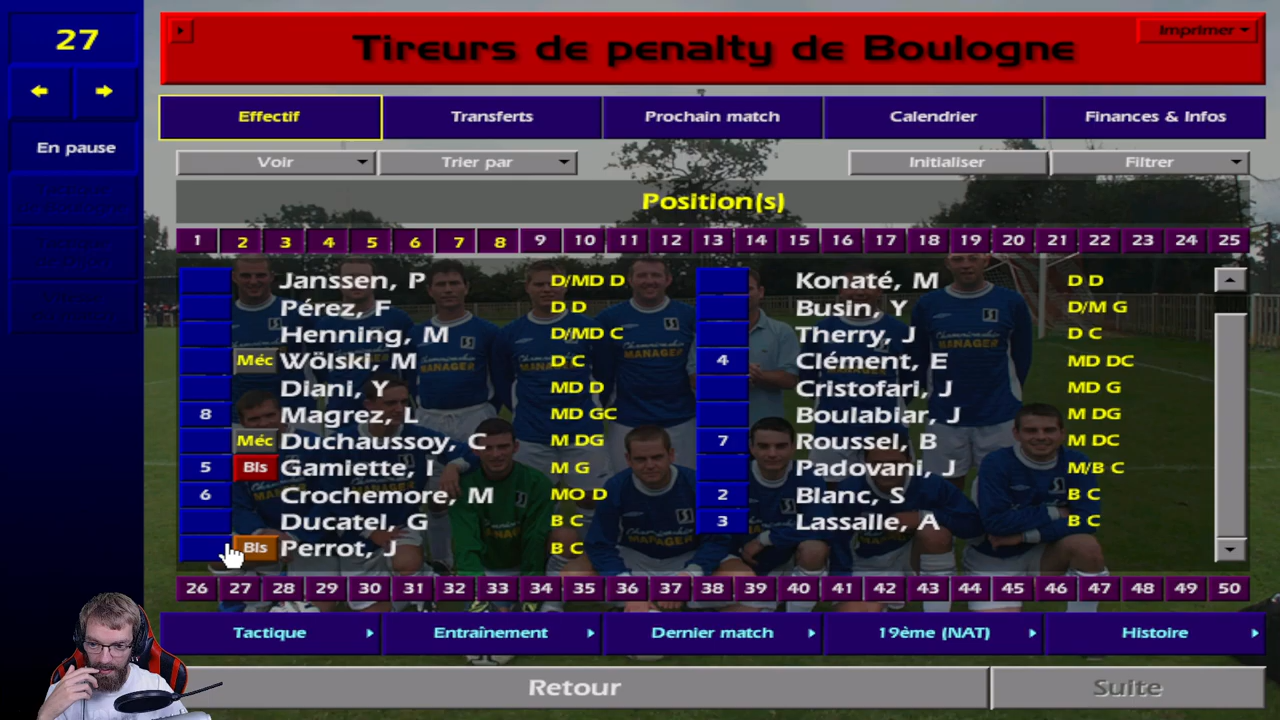 27
Tireurs de penalty de Boulogne
Imprimer
En pause
Effectif Transferts Prochain match Calendrier Finances & Infos
Voir Trier par Initialiser Filtrer
Position(s)
1 2 3 4 5 6 7 8 9 10 11 12 13 14 15 16 17 18 19 20 21 22 23 24 25
Janssen, P D/MD D Konaté, M D D
Pérez, F D D Busin, Y D/M G
Henning, M D/MD C Therry, J D C
Méc Wölski, M D C 4 Clément, E MD DC
Diani, Y MD D Cristofari, J MD G
8 Magrez, L MD GC Boulabiar, J M DG
Méc Duchaussoy, C M DG 7 Roussel, B M DC
5 Bls Gamiette, I M G Padovani, J M/B C
6 Crochemore, M MO D 2 Blanc, S B C
Ducatel, G B C 3 Lassalle, A B C
Bls Perrot, J B C
26 27 28 29 30 31 32 33 34 35 36 37 38 39 40 41 42 43 44 45 46 47 48 49 50
Tactique Entraînement Dernier match 19ème (NAT) Histoire
Retour Suite